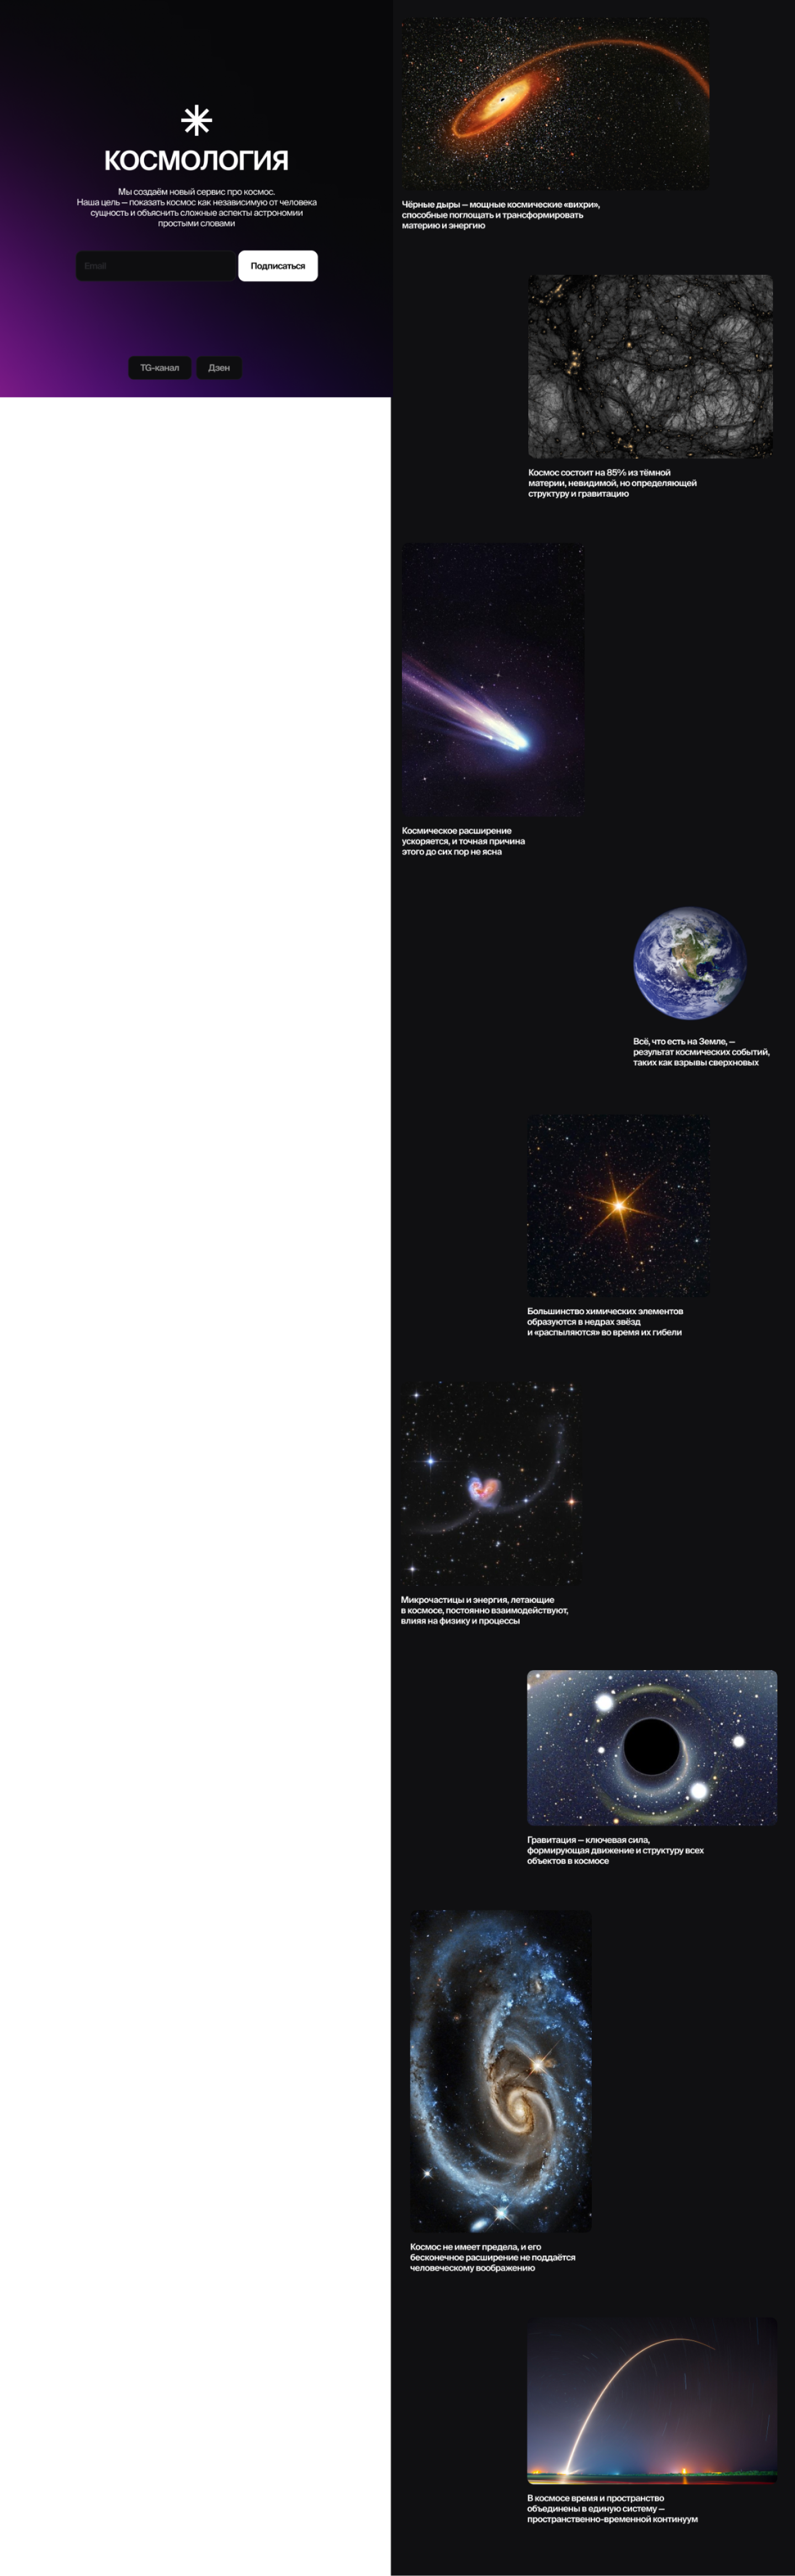 КОСМОЛОГИЯ
Мы создаём новый сервис про космос.
Наша цель — показать космос как независимую от человека
сущность и объяснить сложные аспекты астрономии
простыми словами
Email
Подписаться
TG-канал
Дзен
Чёрные дыры — мощные космические «вихри»,
способные поглощать и трансформировать
материю и энергию
Космос состоит на 85% из тёмной
материи, невидимой, но определяющей
структуру и гравитацию
Космическое расширение
ускоряется, и точная причина
этого до сих пор не ясна
Всё, что есть на Земле, —
результат космических событий,
таких как взрывы сверхновых
Большинство химических элементов
образуются в недрах звёзд
и «распыляются» во время их гибели
Микрочастицы и энергия, летающие
в космосе, постоянно взаимодействуют,
влияя на физику и процессы
Гравитация — ключевая сила,
формирующая движение и структуру всех
объектов в космосе
Космос не имеет предела, и его
бесконечное расширение не поддаётся
человеческому воображению
В космосе время и пространство
объединены в единую систему —
пространственно-временной континуум